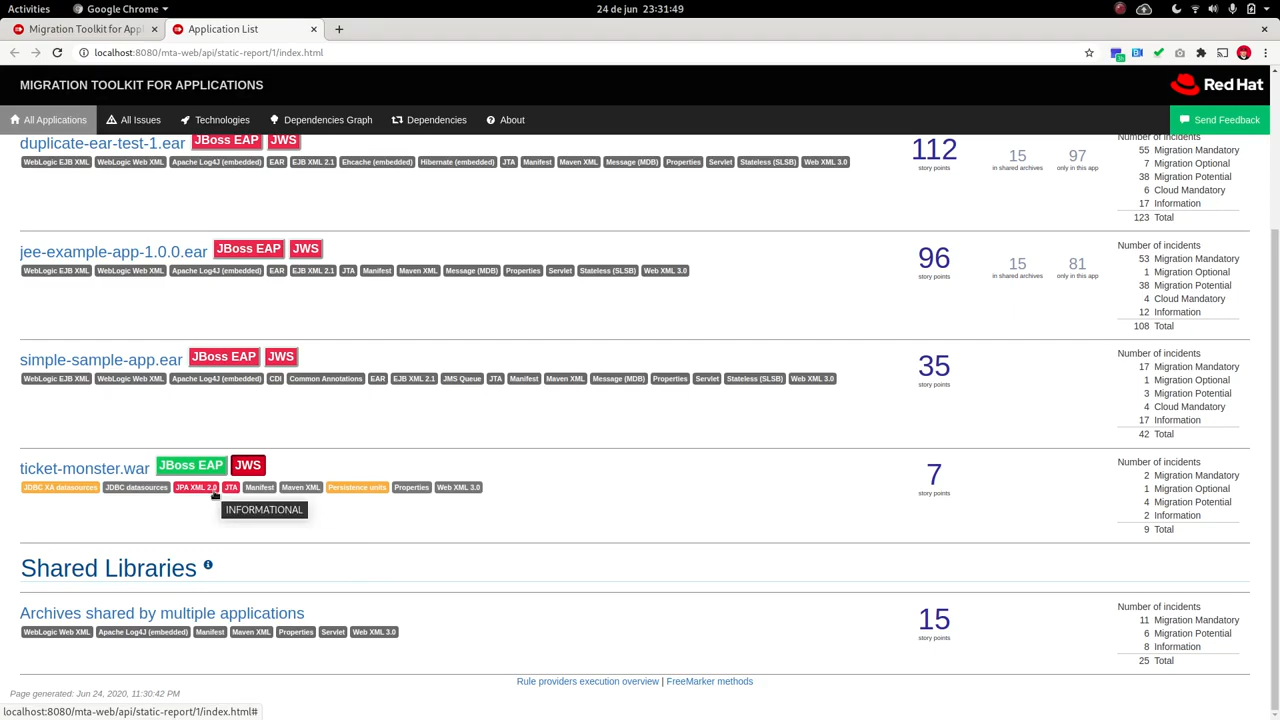 Activities Google Chrome 24 de jun 23:31:49
Migration Toolkit for Appl × Application List × + ×
localhost:8080/mta-web/api/static-report/1/index.html
MIGRATION TOOLKIT FOR APPLICATIONS Red Hat
All Applications All Issues Technologies Dependencies Graph Dependencies About Send Feedback
duplicate-ear-test-1.ear JBoss EAP JWS
WebLogic EJB XML WebLogic Web XML Apache Log4J (embedded) EAR EJB XML 2.1 Ehcache (embedded) Hibernate (embedded) JTA Manifest Maven XML Message (MDB) Properties Servlet Stateless (SLSB) Web XML 3.0
112
story points
15
in shared archives
97
only in this app
Number of incidents
55 Migration Mandatory
7 Migration Optional
38 Migration Potential
6 Cloud Mandatory
17 Information
123 Total
jee-example-app-1.0.0.ear JBoss EAP JWS
WebLogic EJB XML WebLogic Web XML Apache Log4J (embedded) EAR EJB XML 2.1 JTA Manifest Maven XML Message (MDB) Properties Servlet Stateless (SLSB) Web XML 3.0
96
story points
15
in shared archives
81
only in this app
Number of incidents
53 Migration Mandatory
1 Migration Optional
38 Migration Potential
4 Cloud Mandatory
12 Information
108 Total
simple-sample-app.ear JBoss EAP JWS
WebLogic EJB XML WebLogic Web XML Apache Log4J (embedded) CDI Common Annotations EAR EJB XML 2.1 JMS Queue JTA Manifest Maven XML Message (MDB) Properties Servlet Stateless (SLSB) Web XML 3.0
35
story points
Number of incidents
17 Migration Mandatory
1 Migration Optional
3 Migration Potential
4 Cloud Mandatory
17 Information
42 Total
ticket-monster.war JBoss EAP JWS
JDBC XA datasources JDBC datasources JPA XML 2.0 JTA Manifest Maven XML Persistence units Properties Web XML 3.0
INFORMATIONAL
7
story points
Number of incidents
2 Migration Mandatory
1 Migration Optional
4 Migration Potential
2 Information
9 Total
Shared Libraries
Archives shared by multiple applications
WebLogic Web XML Apache Log4J (embedded) Manifest Maven XML Properties Servlet Web XML 3.0
15
story points
Number of incidents
11 Migration Mandatory
6 Migration Potential
8 Information
25 Total
Rule providers execution overview | FreeMarker methods
Page generated: Jun 24, 2020, 11:30:42 PM
localhost:8080/mta-web/api/static-report/1/index.html#